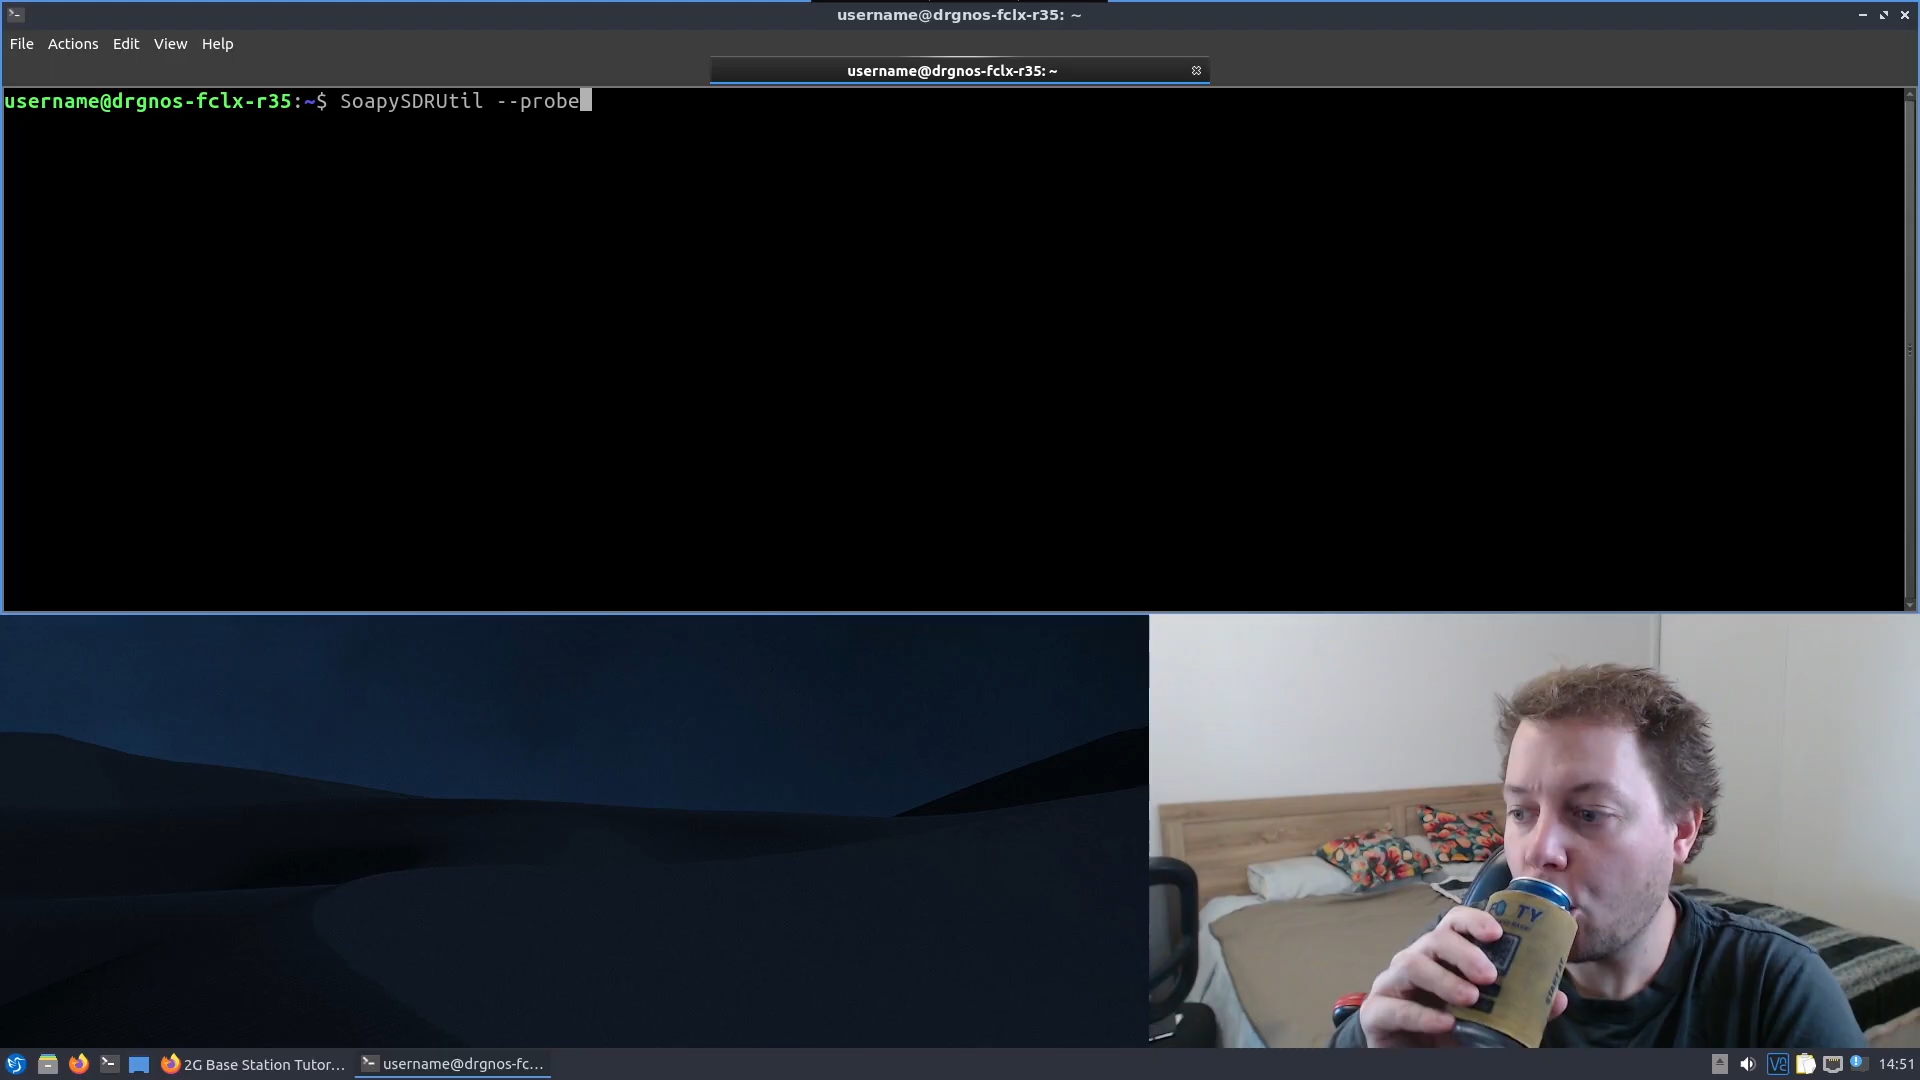 username@drgnos-fclx-r35: ~
File Actions Edit View Help
username@drgnos-fclx-r35: ~
username@drgnos-fclx-r35:~$ SoapySDRUtil --probe
TY
2G Base Station Tutor...
username@drgnos-fc...
14:51